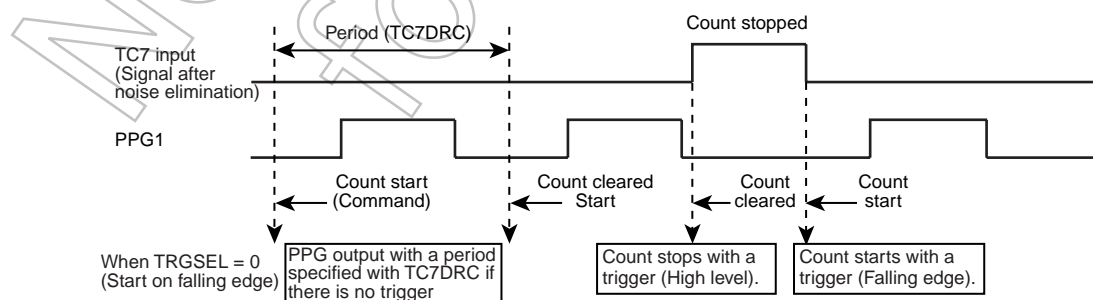 Count stopped
Period (TC7DRC)
TC7 input
(Signal after
noise elimination)
PPG1
Count start
(Command)
Count cleared
Start
Count
cleared
Count
start
When TRGSEL = 0
(Start on falling edge)
PPG output with a period
specified with TC7DRC if
there is no trigger
Count stops with a
trigger (High level).
Count starts with a
trigger (Falling edge).